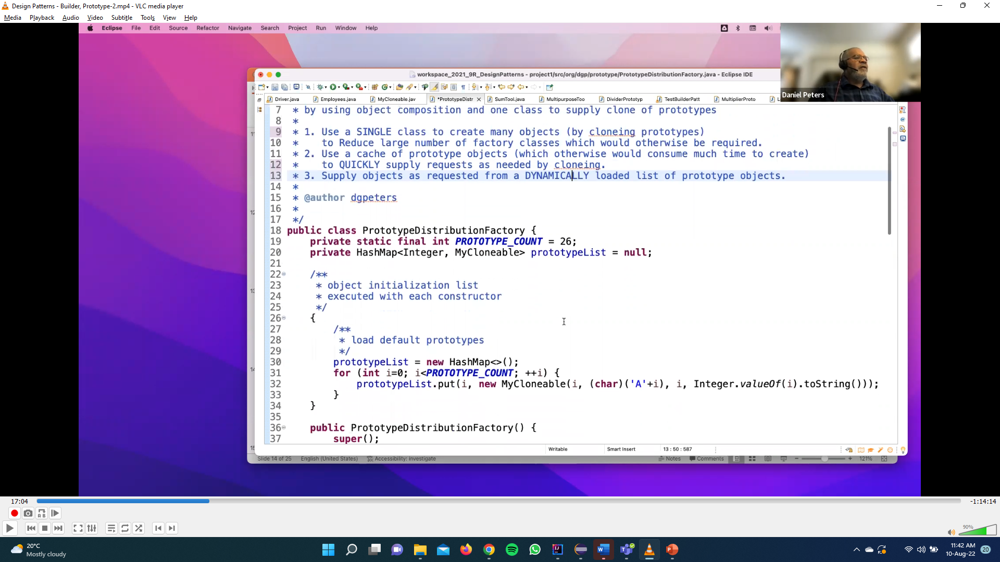 Design Patterns - Builder, Prototype-2.mp4 - VLC media player
Media Playback Audio Video Subtitle Tools View Help
Eclipse File Edit Source Refactor Navigate Search Project Run Window Help
Daniel Peters
workspace_2021_9R_DesignPatterns - project1/src/org/dgp/prototype/PrototypeDistributionFactory.java - Eclipse IDE
Driver.java Employees.java MyCloneable.jav *PrototypeDistr SumTool.java MultipurposeToo DividerPrototyp TestBuilderPatt MultiplierProto
7 * by using object composition and one class to supply clone of prototypes
8 *
9 * 1. Use a SINGLE class to create many objects (by cloneing prototypes)
10 * to Reduce large number of factory classes which would otherwise be required.
11 * 2. Use a cache of prototype objects (which otherwise would consume much time to create)
12 * to QUICKLY supply requests as needed by cloneing.
13 * 3. Supply objects as requested from a DYNAMICALLY loaded list of prototype objects.
14 *
15 * @author dgpeters
16 *
17 */
18 public class PrototypeDistributionFactory {
19 private static final int PROTOTYPE_COUNT = 26;
20 private HashMap<Integer, MyCloneable> prototypeList = null;
21
22 /**
23 * object initialization list
24 * executed with each constructor
25 */
26 {
27 /**
28 * load default prototypes
29 */
30 prototypeList = new HashMap<>();
31 for (int i=0; i<PROTOTYPE_COUNT; ++i) {
32 prototypeList.put(i, new MyCloneable(i, (char)('A'+i), i, Integer.valueOf(i).toString()));
33 }
34 }
35
36 public PrototypeDistributionFactory() {
37 super();
Writable Smart Insert 13 : 50 : 587
Slide 14 of 25 English (United States) Accessibility: Investigate Notes Comments 121%
17:04 -1:14:14
90%
20°C
Mostly cloudy
11:42 AM
10-Aug-22
20